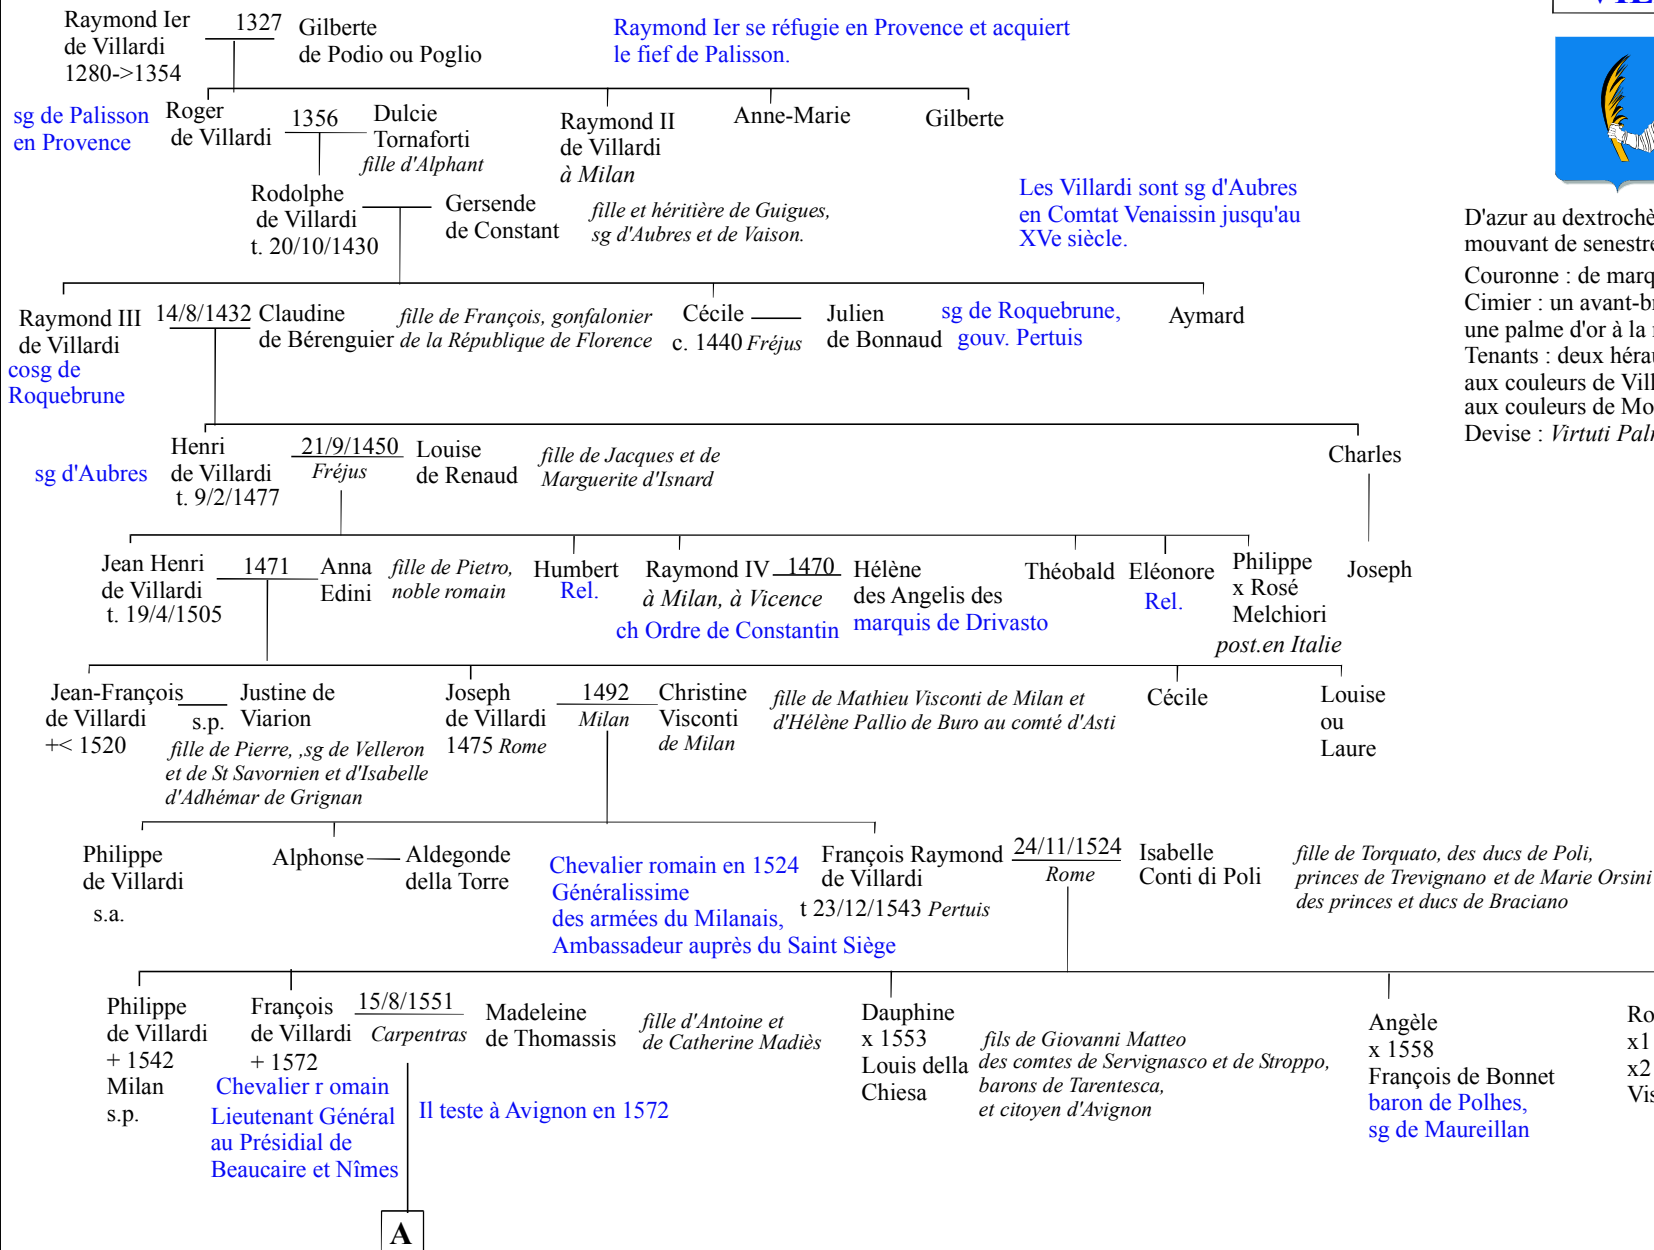 Raymond Ier
de Villardi
1280->1354
1327
Gilberte
de Podio ou Poglio
Raymond Ier se réfugie en Provence et acquiert
le fief de Palisson.
sg de Palisson
en Provence
Roger
de Villardi
1356
Dulcie
Tornaforti
fille d'Alphant
Raymond II
de Villardi
à Milan
Anne-Marie
Gilberte
Rodolphe
de Villardi
t. 20/10/1430
Gersende
de Constant
fille et héritière de Guigues,
sg d'Aubres et de Vaison.
Les Villardi sont sg d'Aubres
en Comtat Venaissin jusqu'au
XVe siècle.
D'azur au dextroch
mouvant de senestre
Couronne : de marq
Cimier : un avant-b
une palme d'or à la
Tenants : deux héra
aux couleurs de Vill
aux couleurs de Mo
Devise : Virtuti Pal
Raymond III
de Villardi
cosg de
Roquebrune
14/8/1432
Claudine
de Bérenguier
fille de François, gonfalonier
de la République de Florence
Cécile
c. 1440 Fréjus
Julien
de Bonnaud
sg de Roquebrune,
gouv. Pertuis
Aymard
sg d'Aubres
Henri
de Villardi
t. 9/2/1477
21/9/1450
Fréjus
Louise
de Renaud
fille de Jacques et de
Marguerite d'Isnard
Charles
Jean Henri
de Villardi
t. 19/4/1505
1471
Anna
Edini
fille de Pietro,
noble romain
Humbert
Rel.
Raymond IV
à Milan, à Vicence
ch Ordre de Constantin
1470
Hélène
des Angelis des
marquis de Drivasto
Théobald
Eléonore
Rel.
Philippe
x Rosé
Melchiori
post.en Italie
Joseph
Jean-François
de Villardi
+< 1520
s.p.
Justine de
Viarion
fille de Pierre, ,sg de Velleron
et de St Savornien et d'Isabelle
d'Adhémar de Grignan
Joseph
de Villardi
1475 Rome
1492
Milan
Christine
Visconti
de Milan
fille de Mathieu Visconti de Milan et
d'Hélène Pallio de Buro au comté d'Asti
Cécile
Louise
ou
Laure
Philippe
de Villardi
s.a.
Alphonse
Aldegonde
della Torre
Chevalier romain en 1524
Généralissime
des armées du Milanais,
Ambassadeur auprès du Saint Siège
François Raymond
de Villardi
t 23/12/1543 Pertuis
24/11/1524
Rome
Isabelle
Conti di Poli
fille de Torquato, des ducs de Poli,
princes de Trevignano et de Marie Orsini
des princes et ducs de Braciano
Philippe
de Villardi
+ 1542
Milan
s.p.
François
de Villardi
+ 1572
Chevalier r omain
Lieutenant Général
au Présidial de
Beaucaire et Nîmes
15/8/1551
Carpentras
Madeleine
de Thomassis
fille d'Antoine et
de Catherine Madiès
Il teste à Avignon en 1572
Dauphine
x 1553
Louis della
Chiesa
fils de Giovanni Matteo
des comtes de Servignasco et de Stroppo,
barons de Tarentesca,
et citoyen d'Avignon
Angèle
x 1558
François de Bonnet
baron de Polhes,
sg de Maureillan
Ro
x1
x2
Vis
A